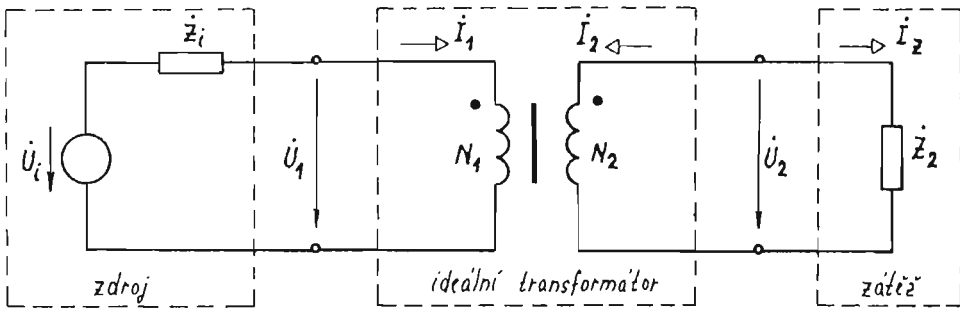 Żi
İ1
İ2
İz
U̇i
U̇1
N1
N2
U̇2
Ż2
zdroj
ideální transformátor
zátěž